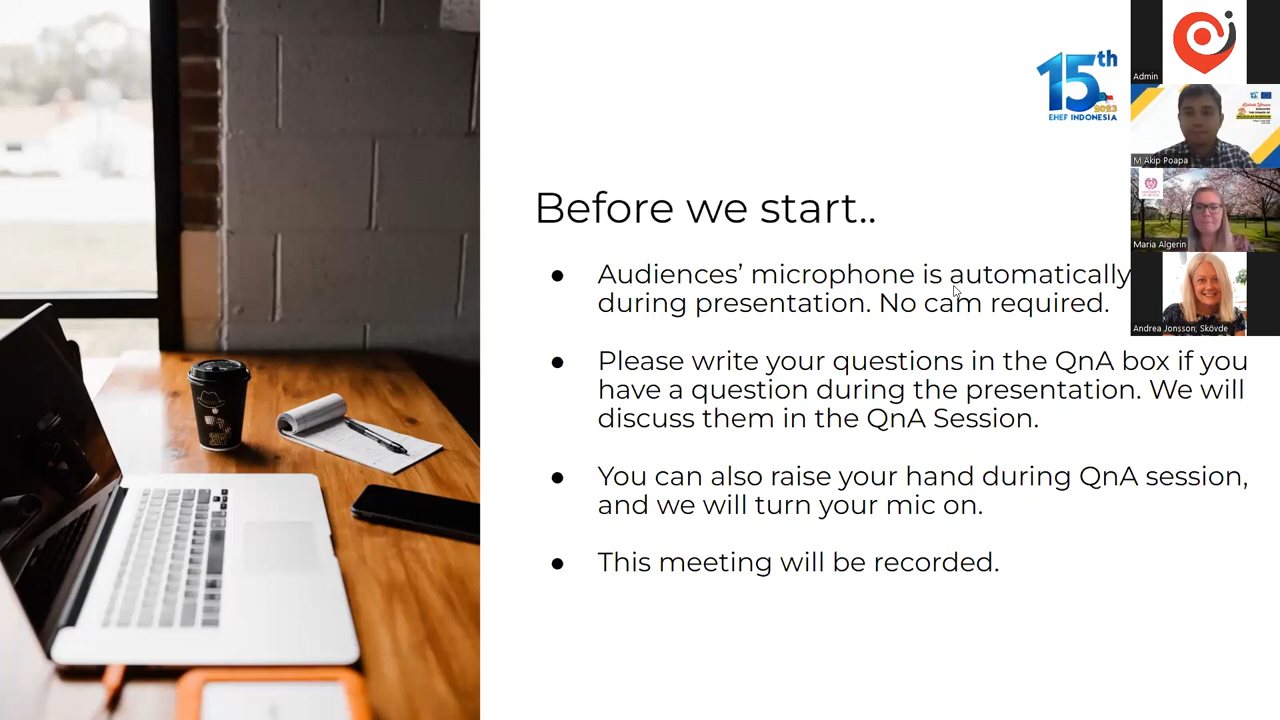 15th
2023
EHEF INDONESIA
Admin
M Akip Poapa
Maria Algerin
Andrea Jonsson, Skövde
Before we start..
● Audiences’ microphone is automatically
during presentation. No cam required.
● Please write your questions in the QnA box if you
have a question during the presentation. We will
discuss them in the QnA Session.
● You can also raise your hand during QnA session,
and we will turn your mic on.
● This meeting will be recorded.